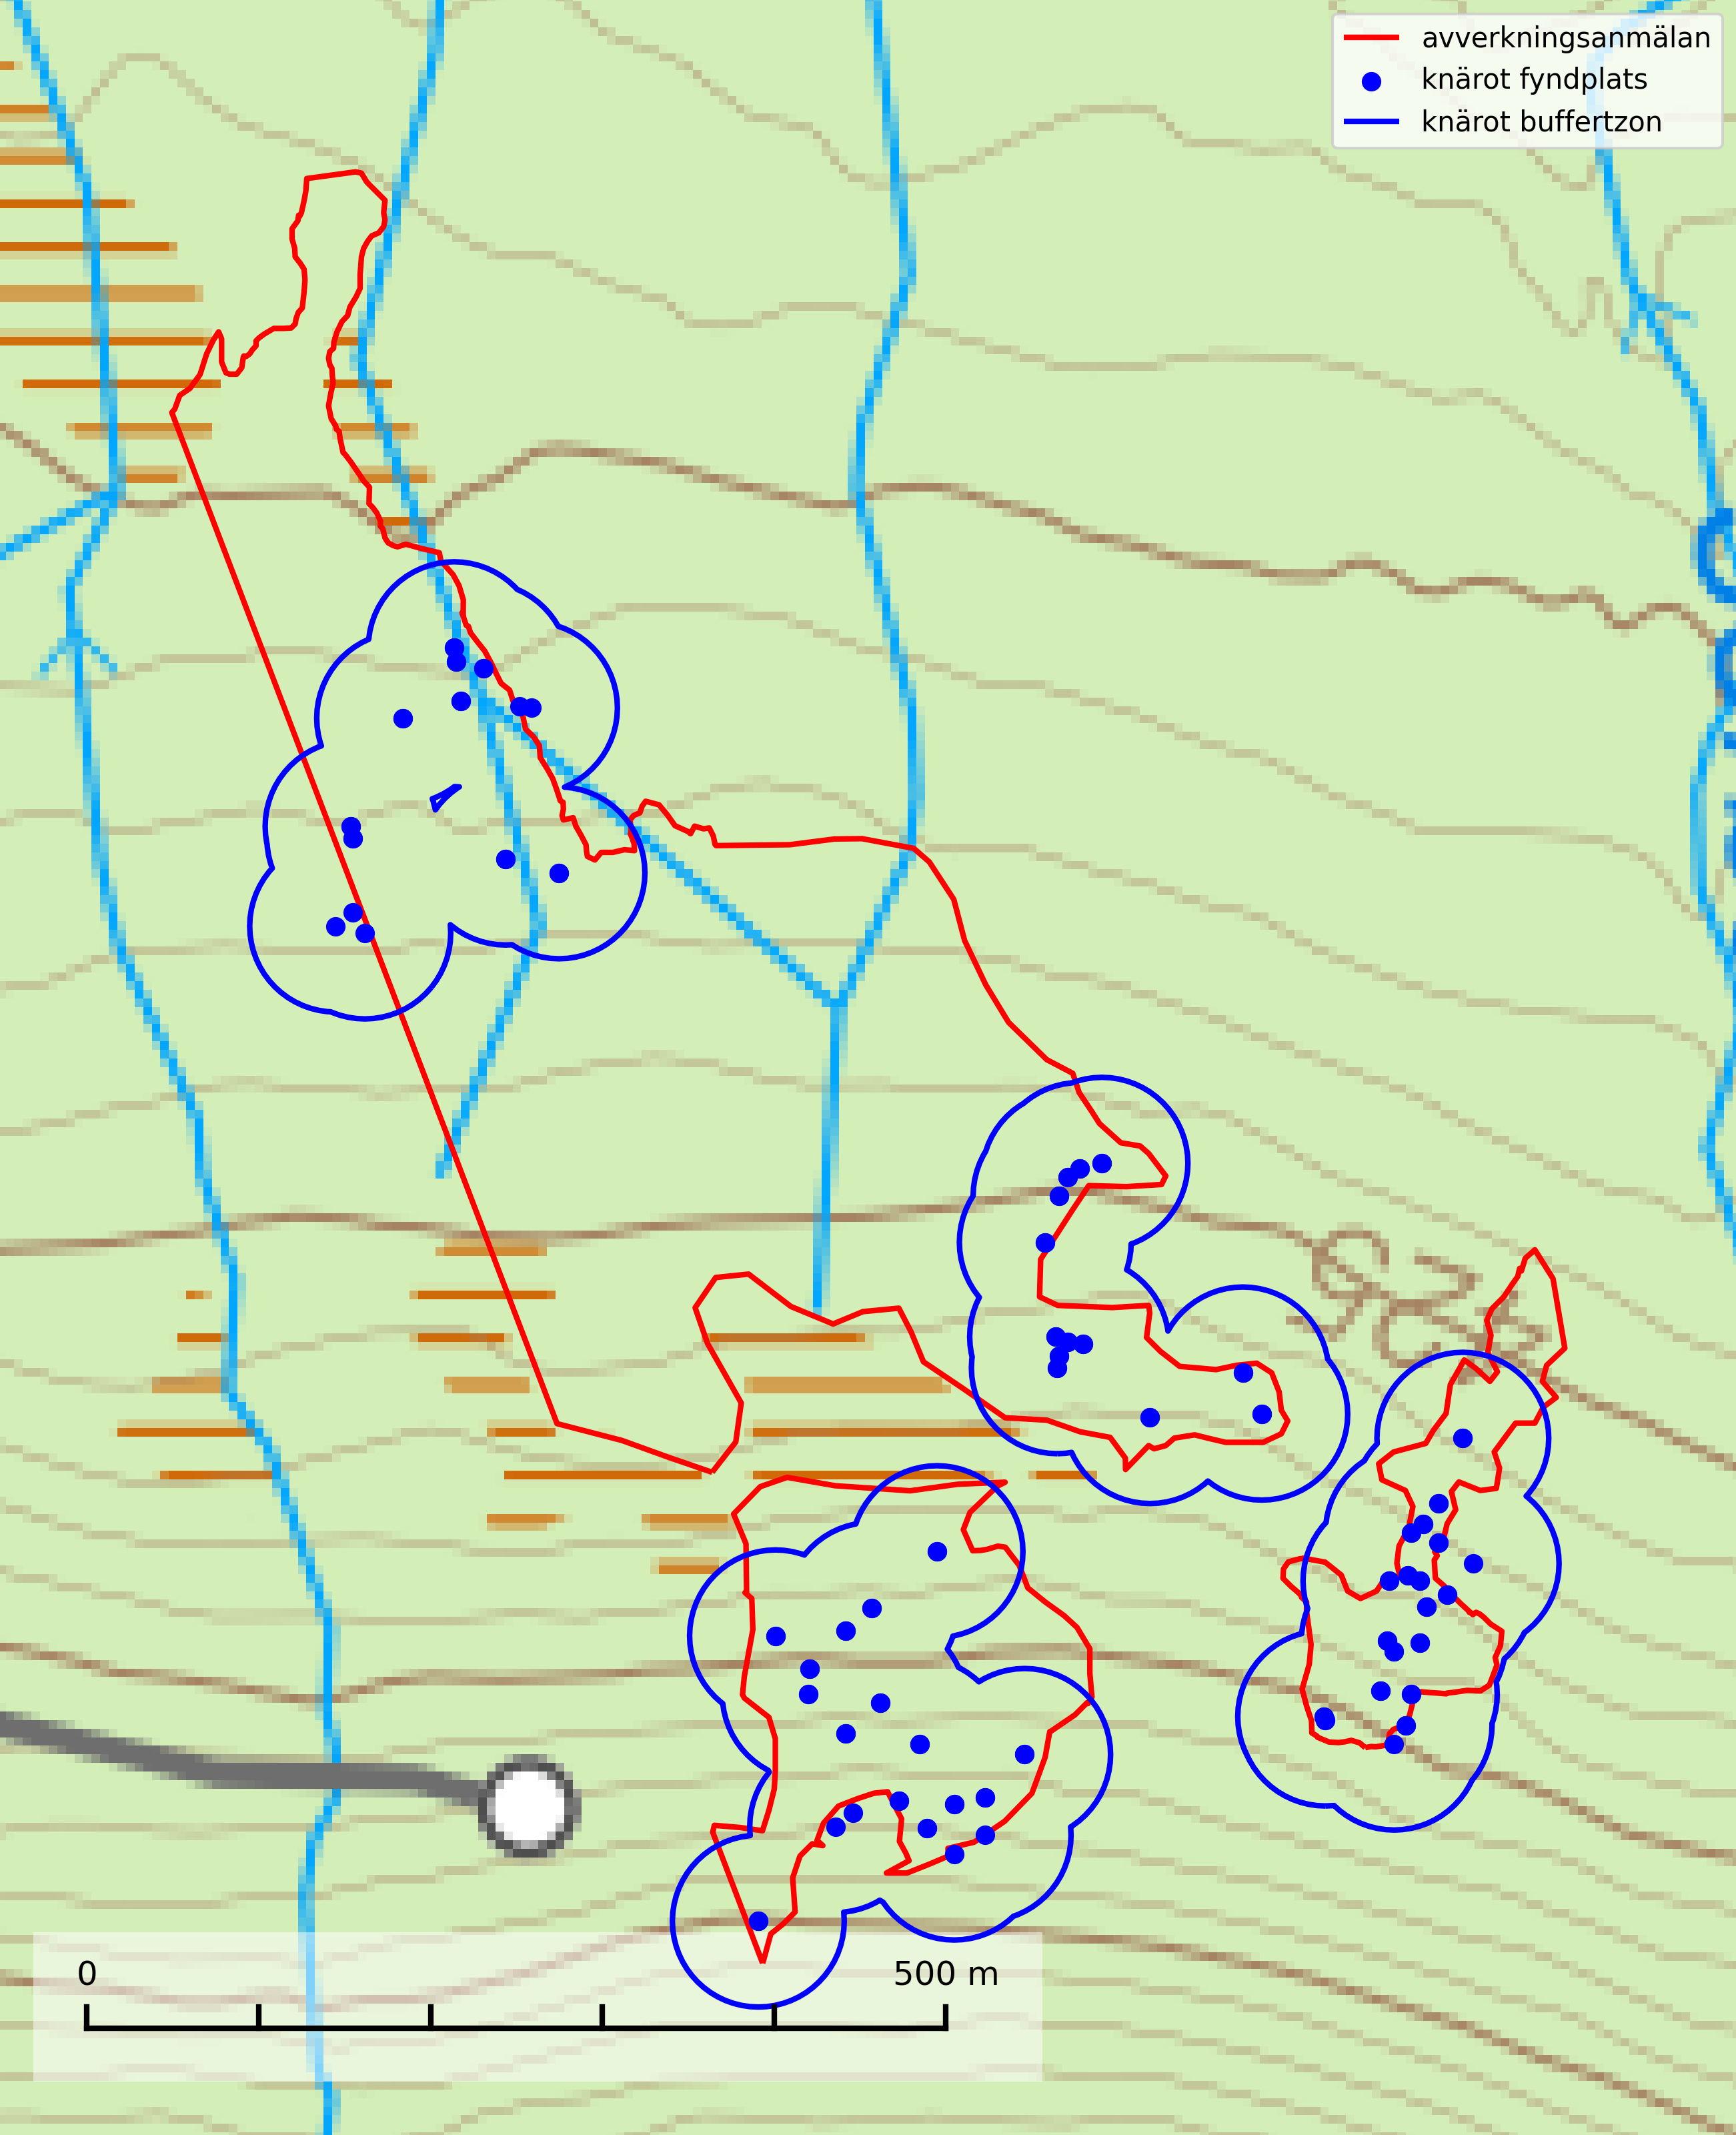 avverkningsanmälan
knärot fyndplats
knärot buffertzon
0 500 m